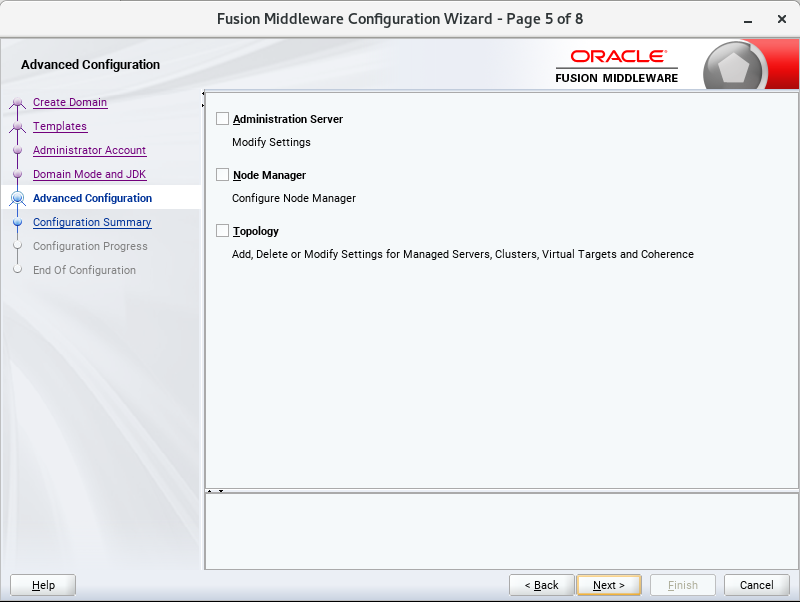 Fusion Middleware Configuration Wizard - Page 5 of 8
Advanced Configuration
ORACLE
FUSION MIDDLEWARE
Create Domain
Templates
Administrator Account
Domain Mode and JDK
Advanced Configuration
Configuration Summary
Configuration Progress
End Of Configuration
Administration Server
Modify Settings
Node Manager
Configure Node Manager
Topology
Add, Delete or Modify Settings for Managed Servers, Clusters, Virtual Targets and Coherence
Help
< Back
Next >
Finish
Cancel